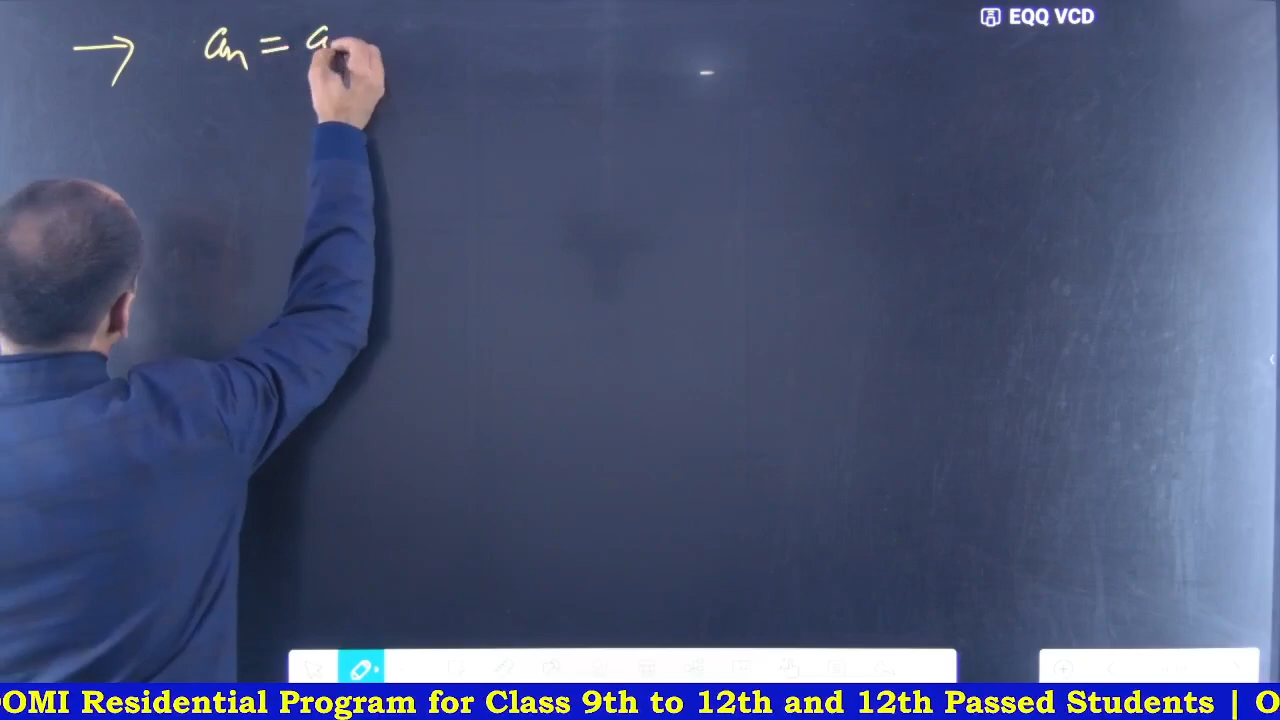 EQQ VCD
→ aₙ = a
OMI Residential Program for Class 9th to 12th and 12th Passed Students | O